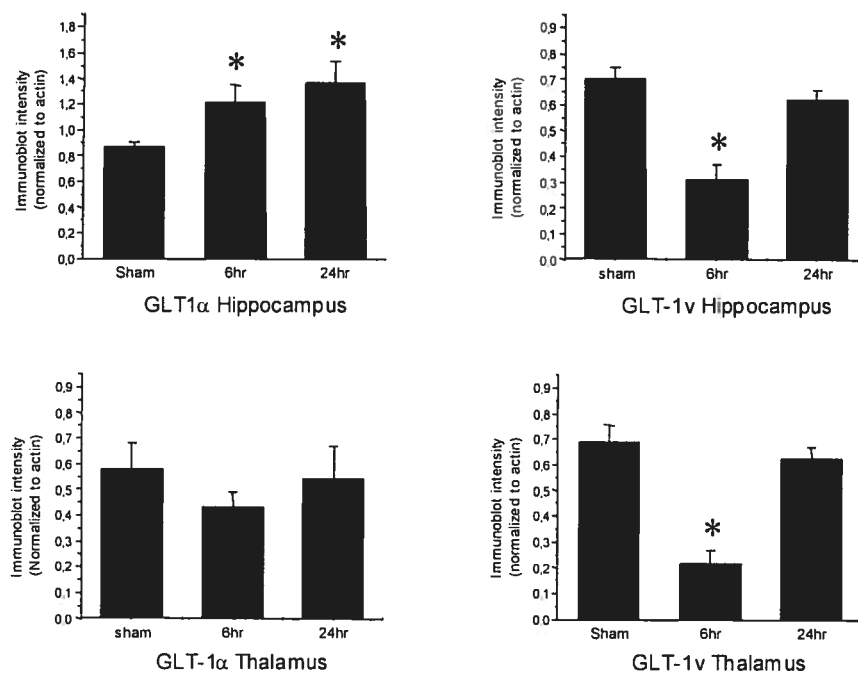 Immunoblot intensity
(normalized to actin)
1,8
1,6
1,4
1,2
1,0
0,8
0,6
0,4
0,2
0,0
*
*
Sham 6hr 24hr
GLT1α Hippocampus
Immunoblot intensity
(normalized to actin)
0,9
0,8
0,7
0,6
0,5
0,4
0,3
0,2
0,1
0,0
*
sham 6hr 24hr
GLT-1v Hippocampus
Immunoblot intensity
(Normalized to actin)
0,9
0,8
0,7
0,6
0,5
0,4
0,3
0,2
0,1
0.0
sham 6hr 24hr
GLT-1α Thalamus
Immunoblot intensity
(normalized to actin)
0,9
0,8
0,7
0,6
0,5
0,4
0,3
0,2
0,1
0.0
*
Sham 6hr 24hr
GLT-1v Thalamus